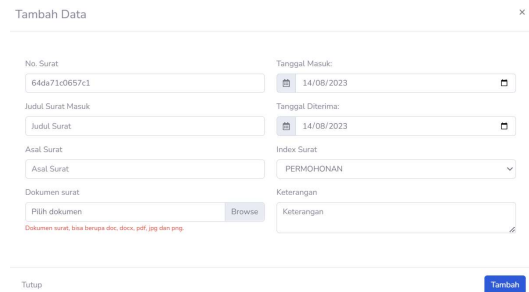 Tambah Data
×
No. Surat
64da71c0657c1
Tanggal Masuk:
14/08/2023
Judul Surat Masuk
Judul Surat
Tanggal Diterima:
14/08/2023
Asal Surat
Asal Surat
Index Surat
PERMOHONAN
Dokumen surat
Pilih dokumen Browse
Dokumen surat, bisa berupa doc, docx, pdf, jpg dan png.
Keterangan
Keterangan
Tutup
Tambah